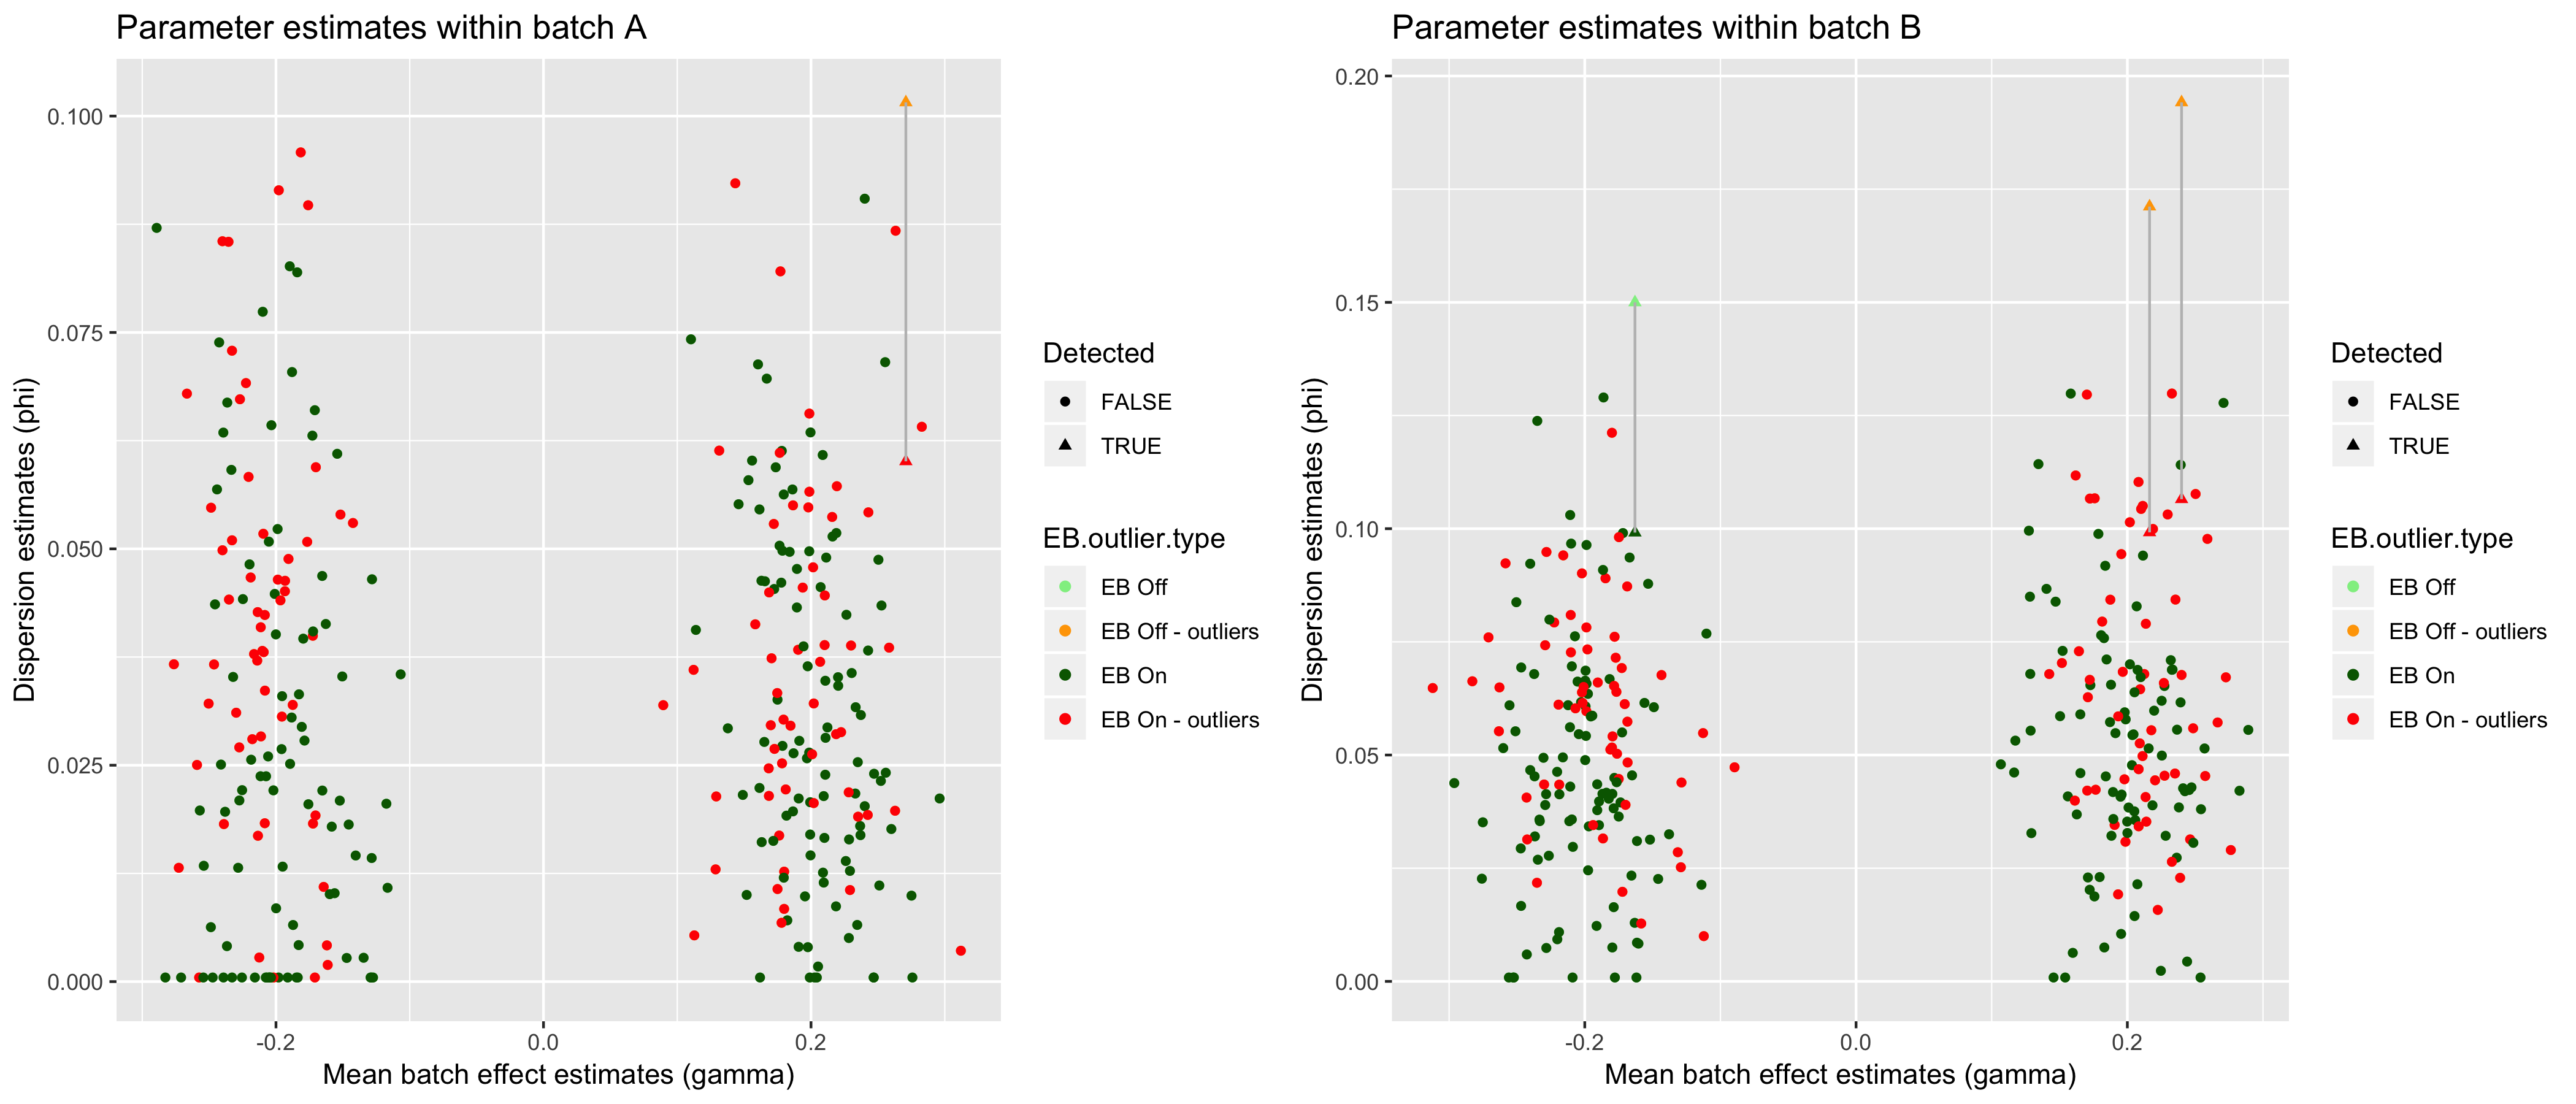 Parameter estimates within batch A
Dispersion estimates (phi)
0.100
0.075
0.050
0.025
0.000
-0.2
0.0
0.2
Mean batch effect estimates (gamma)
Detected
FALSE
TRUE
EB.outlier.type
EB Off
EB Off - outliers
EB On
EB On - outliers
Parameter estimates within batch B
Dispersion estimates (phi)
0.20
0.15
0.10
0.05
0.00
-0.2
0.0
0.2
Mean batch effect estimates (gamma)
Detected
FALSE
TRUE
EB.outlier.type
EB Off
EB Off - outliers
EB On
EB On - outliers